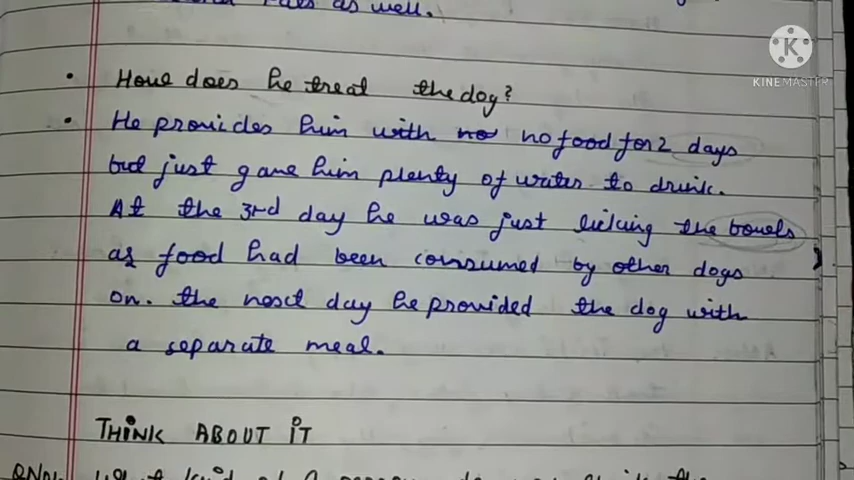 as well.
K
KINEMASTER
• How does he treat the dog?
• He provides him with no no food for 2 days
but just gave him plenty of water to drink.
At the 3rd day he was just licking the bowels
as food had been consumed by other dogs
on. the next day he provided the dog with
a separate meal.
THINK ABOUT IT